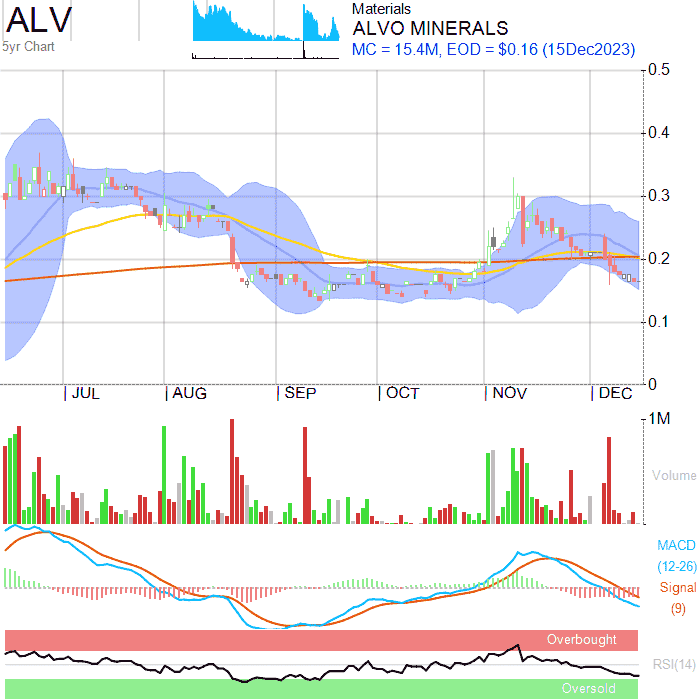 ALV
5yr Chart
Materials
ALVO MINERALS
MC = 15.4M, EOD = $0.16 (15Dec2023)
0.5
0.4
0.3
0.2
0.1
0
JUL AUG SEP OCT NOV DEC
1M
Volume
MACD
(12-26)
Signal
(9)
Overbought
RSI(14)
Oversold